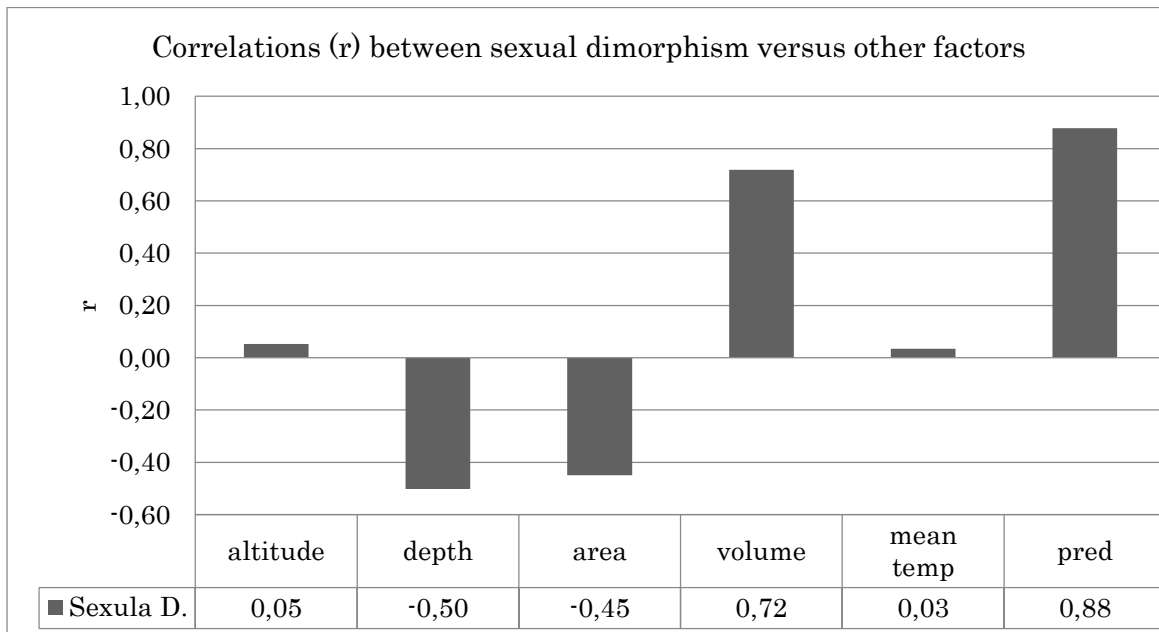 Correlations (r) between sexual dimorphism versus other factors
1,00
0,80
0,60
0,40
0,20
0,00
-0,20
-0,40
-0,60
r
altitude depth area volume mean temp pred
Sexula D. 0,05 -0,50 -0,45 0,72 0,03 0,88